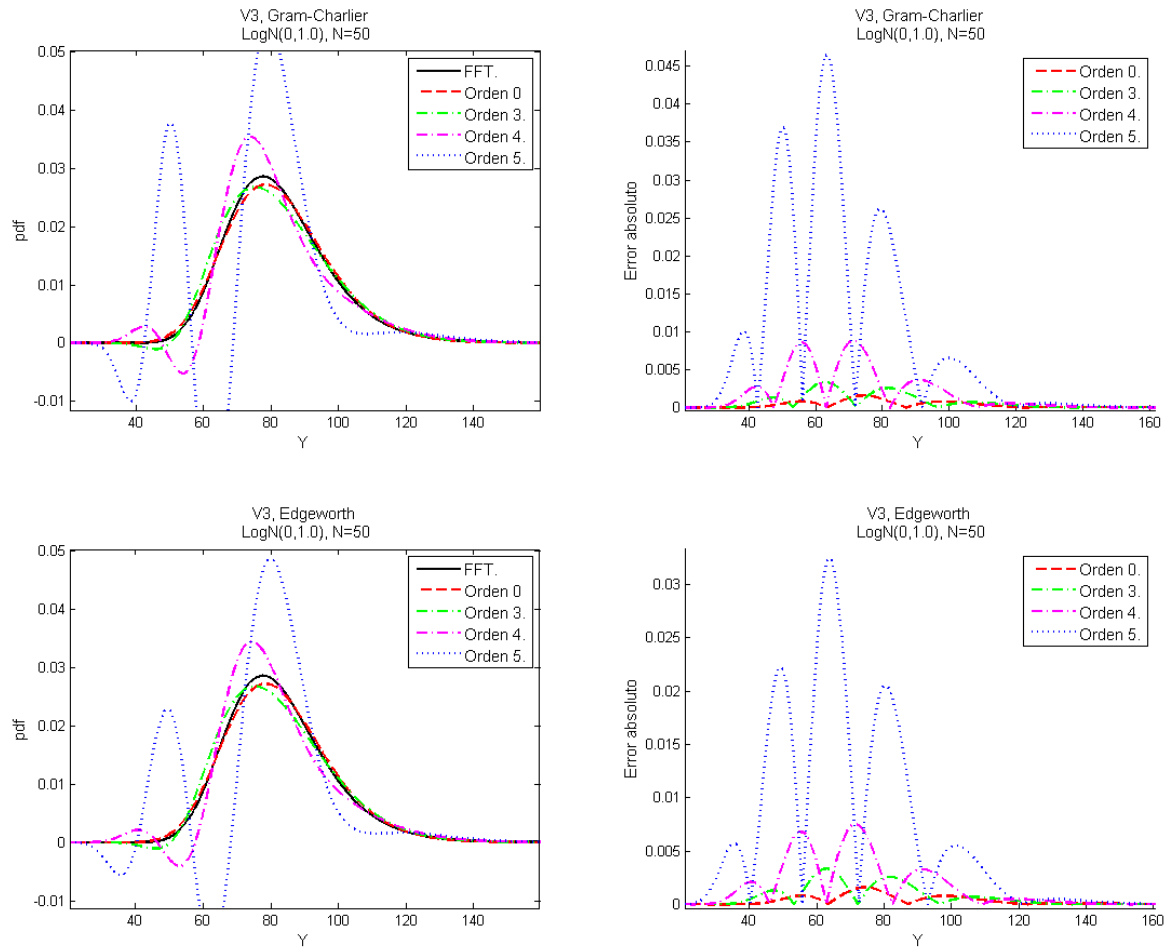 V3, Gram-Charlier
LogN(0,1.0), N=50
0.05
0.04
0.03
0.02
0.01
0
-0.01
pdf
20 40 60 80 100 120 140
Y
FFT.
Orden 0
Orden 3.
Orden 4.
Orden 5.
V3, Gram-Charlier
LogN(0,1.0), N=50
0.045
0.04
0.035
0.03
0.025
0.02
0.015
0.01
0.005
0
Error absoluto
40 60 80 100 120 140 160
Y
Orden 0.
Orden 3.
Orden 4.
Orden 5.
V3, Edgeworth
LogN(0,1.0), N=50
0.05
0.04
0.03
0.02
0.01
0
-0.01
pdf
20 40 60 80 100 120 140
Y
FFT.
Orden 0
Orden 3.
Orden 4.
Orden 5.
V3, Edgeworth
LogN(0,1.0), N=50
0.03
0.025
0.02
0.015
0.01
0.005
0
Error absoluto
40 60 80 100 120 140 160
Y
Orden 0.
Orden 3.
Orden 4.
Orden 5.